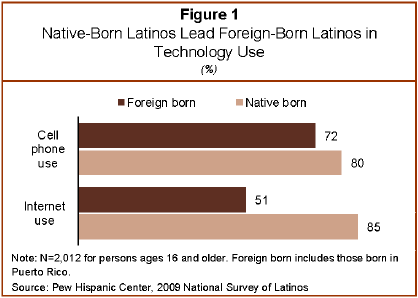 Figure 1
Native-Born Latinos Lead Foreign-Born Latinos in
Technology Use
(%)
Foreign born Native born
Cell
phone
use
72
80
Internet
use
51
85
Note: N=2,012 for persons ages 16 and older. Foreign born includes those born in
Puerto Rico.
Source: Pew Hispanic Center, 2009 National Survey of Latinos